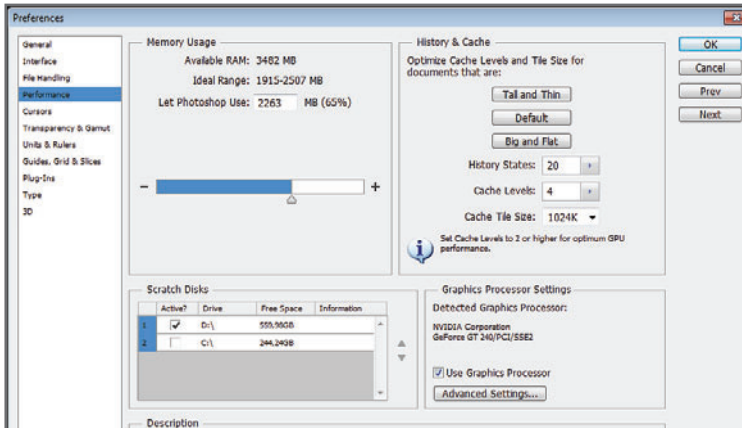 Preferences
General
Interface
File Handling
Performance
Cursors
Transparency & Gamut
Units & Rulers
Guides, Grid & Slices
Plug-Ins
Type
3D
Memory Usage
Available RAM: 3482 MB
Ideal Range: 1915-2507 MB
Let Photoshop Use: 2263 MB (65%)
- +
History & Cache
Optimize Cache Levels and Tile Size for
documents that are:
Tall and Thin
Default
Big and Flat
History States: 20
Cache Levels: 4
Cache Tile Size: 1024K
Set Cache Levels to 2 or higher for optimum GPU
performance.
OK
Cancel
Prev
Next
Scratch Disks
Active? Drive Free Space Information
1 D:\ 559,98GB
2 C:\ 244,24GB
Graphics Processor Settings
Detected Graphics Processor:
NVIDIA Corporation
GeForce GT 240/PCI/SSE2
Use Graphics Processor
Advanced Settings...
Description